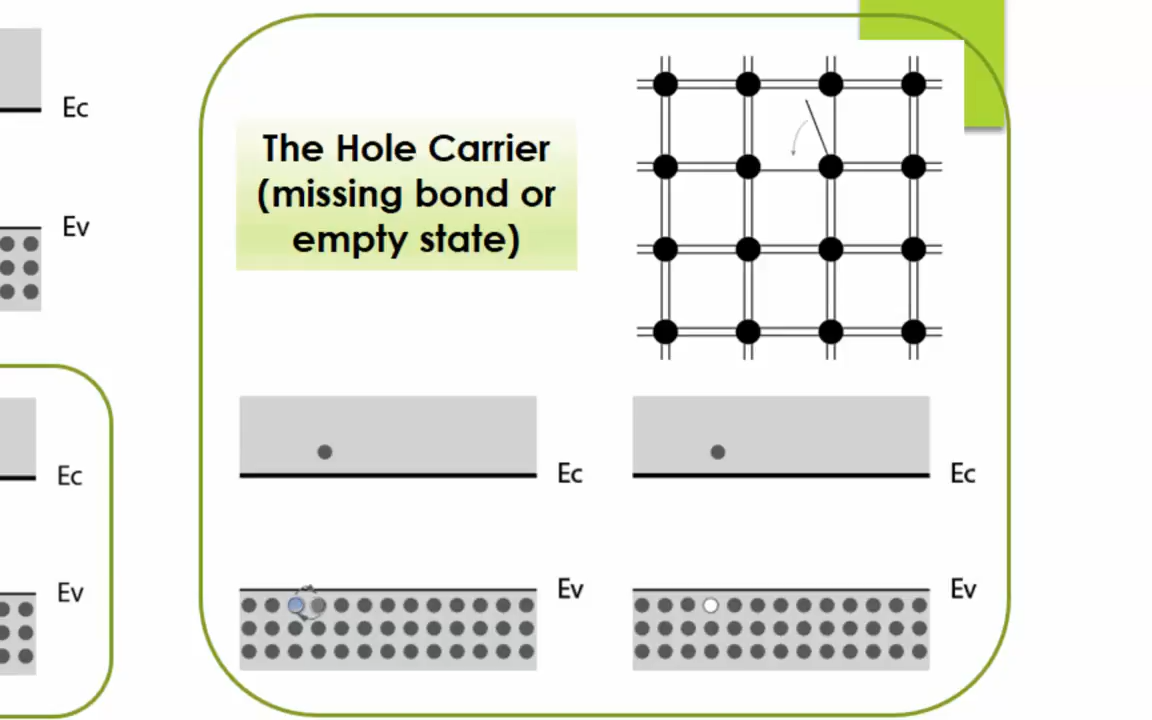 Ec
Ev
Ec
Ev
The Hole Carrier
(missing bond or
empty state)
Ec
Ec
Ev
Ev